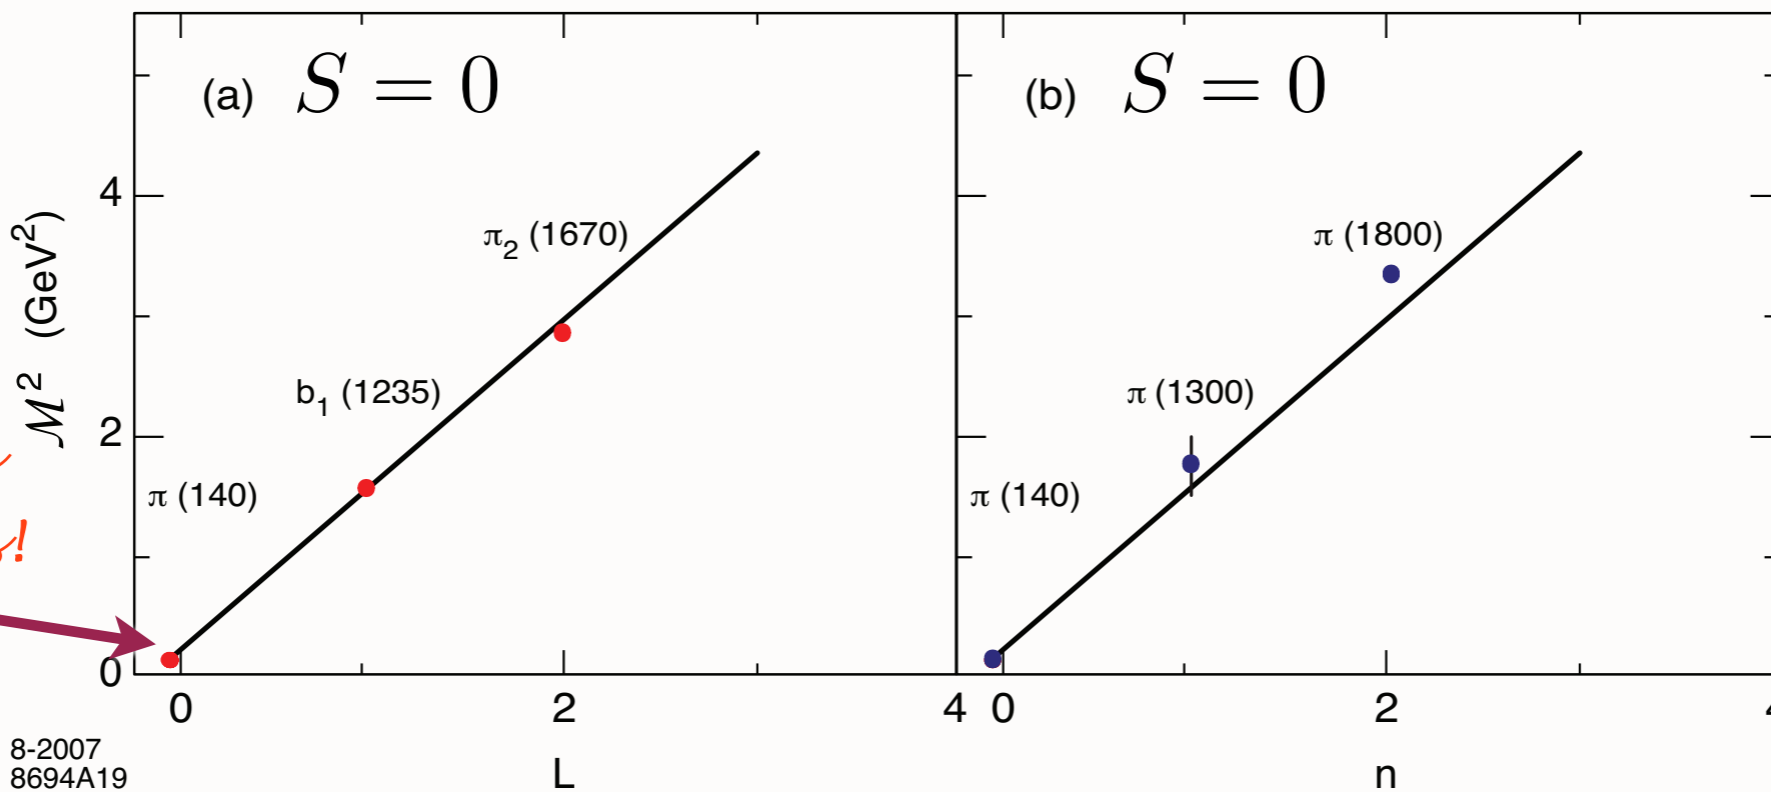 (a) S = 0
(b) S = 0
4
π₂ (1670)
π (1800)
ℳ² (GeV²)
b₁ (1235)
π (1300)
2
π (140)
π (140)
0
0 2 4 0 2
8-2007
8694A19
L n